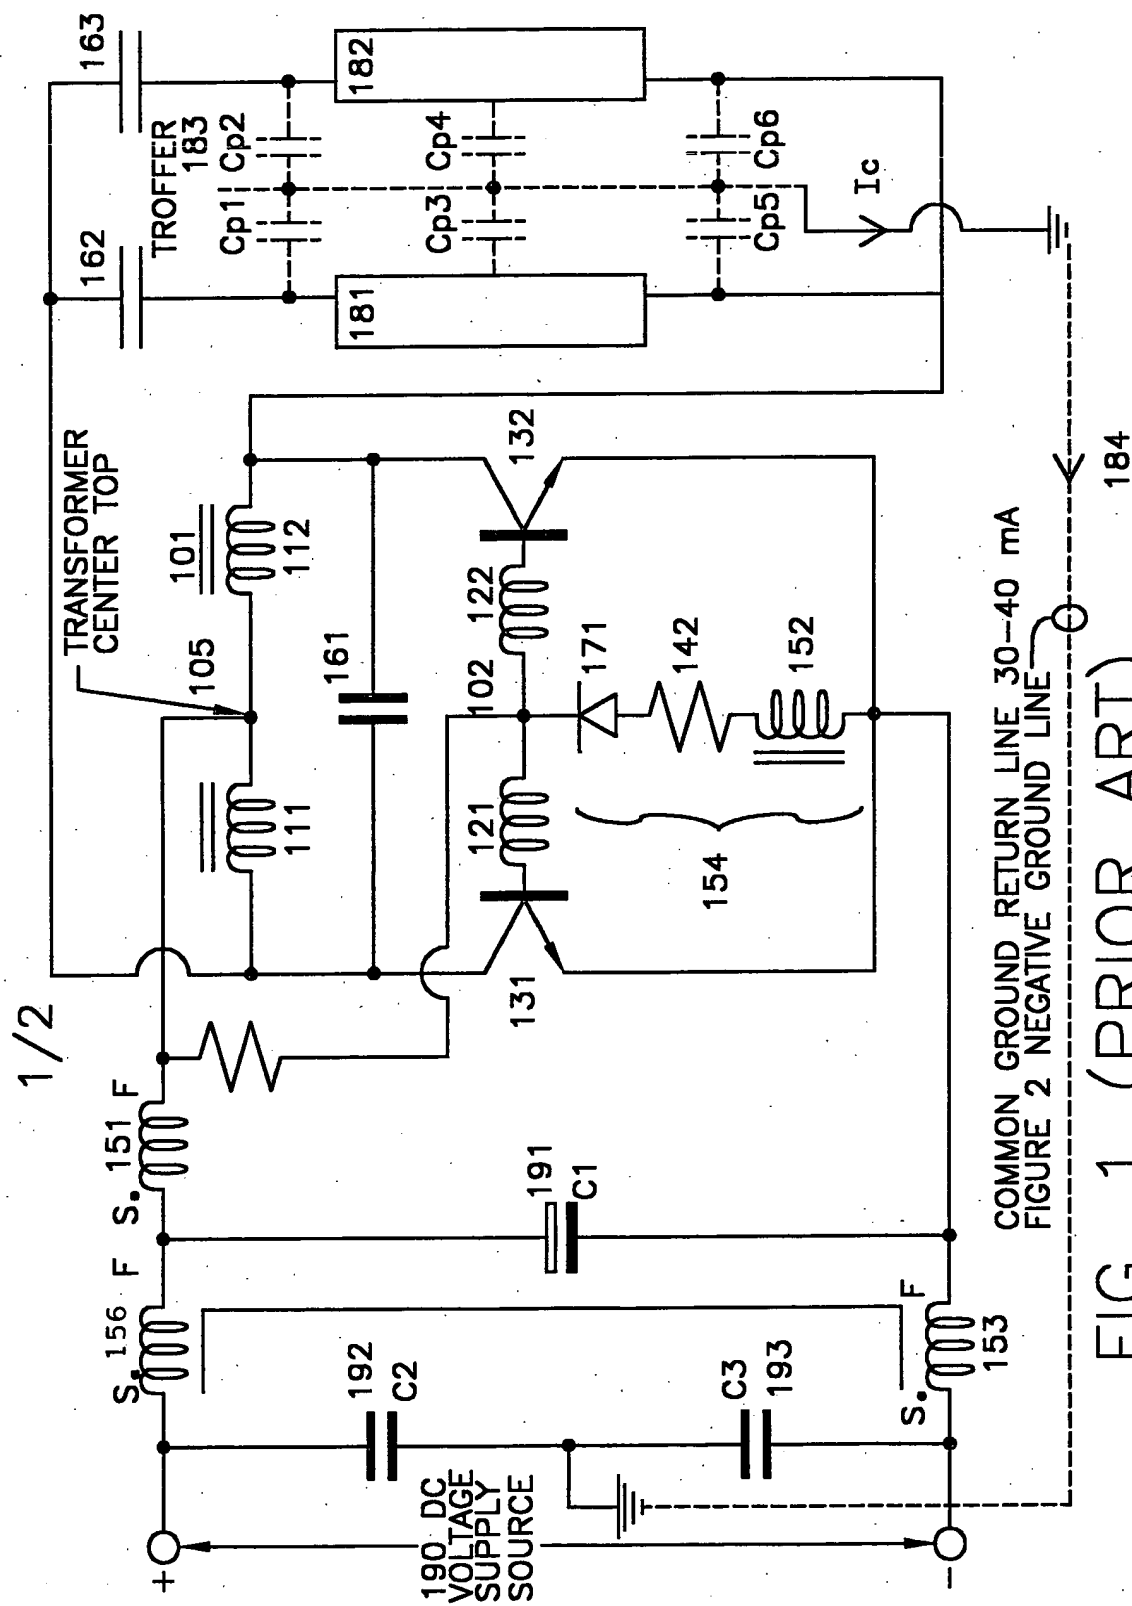 1/2
TRANSFORMER
CENTER TOP
105
101
111
112
161
162
163
TROFFER
183
Cp1
Cp2
Cp3
Cp4
Cp5
Cp6
181
182
Ic
131
132
121
122
102
171
142
152
154
S. 156 F
S. 151 F
191
C1
192
C2
C3
193
S. F
153
+
-
190 DC
VOLTAGE
SUPPLY
SOURCE
COMMON GROUND RETURN LINE 30-40 mA
FIGURE 2 NEGATIVE GROUND LINE
184
FIG 1 (PRIOR ART)